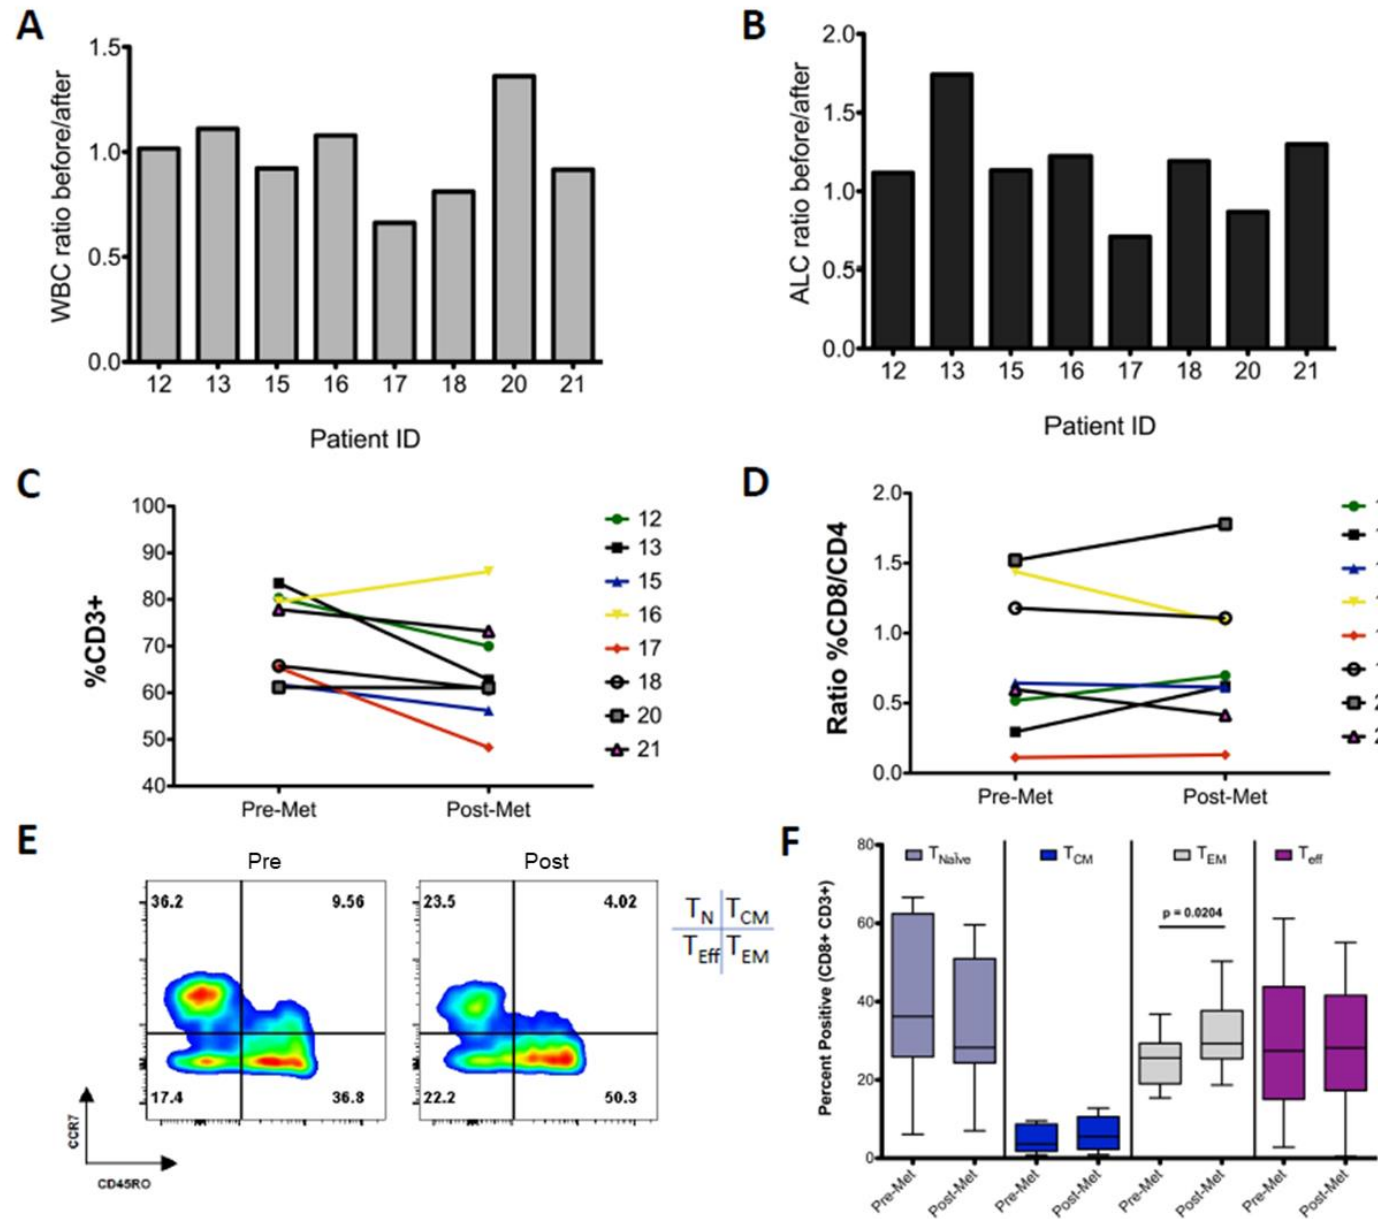 A
WBC ratio before/after
1.5
1.0
0.5
0.0
12 13 15 16 17 18 20 21
Patient ID
B
ALC ratio before/after
2.0
1.5
1.0
0.5
0.0
12 13 15 16 17 18 20 21
Patient ID
C
%CD3+
100
90
80
70
60
50
40
Pre-Met Post-Met
12
13
15
16
17
18
20
21
D
Ratio %CD8/CD4
2.0
1.5
1.0
0.5
0.0
Pre-Met Post-Met
E
Pre Post
36.2 9.56
17.4 36.8
23.5 4.02
22.2 50.3
CCR7
CD45RO
TN TCM
TEff TEM
F
Percent Positive (CD8+ CD3+)
80
60
40
20
0
TNaïve TCM TEM Teff
p = 0.0204
Pre-Met Post-Met Pre-Met Post-Met Pre-Met Post-Met Pre-Met Post-Met